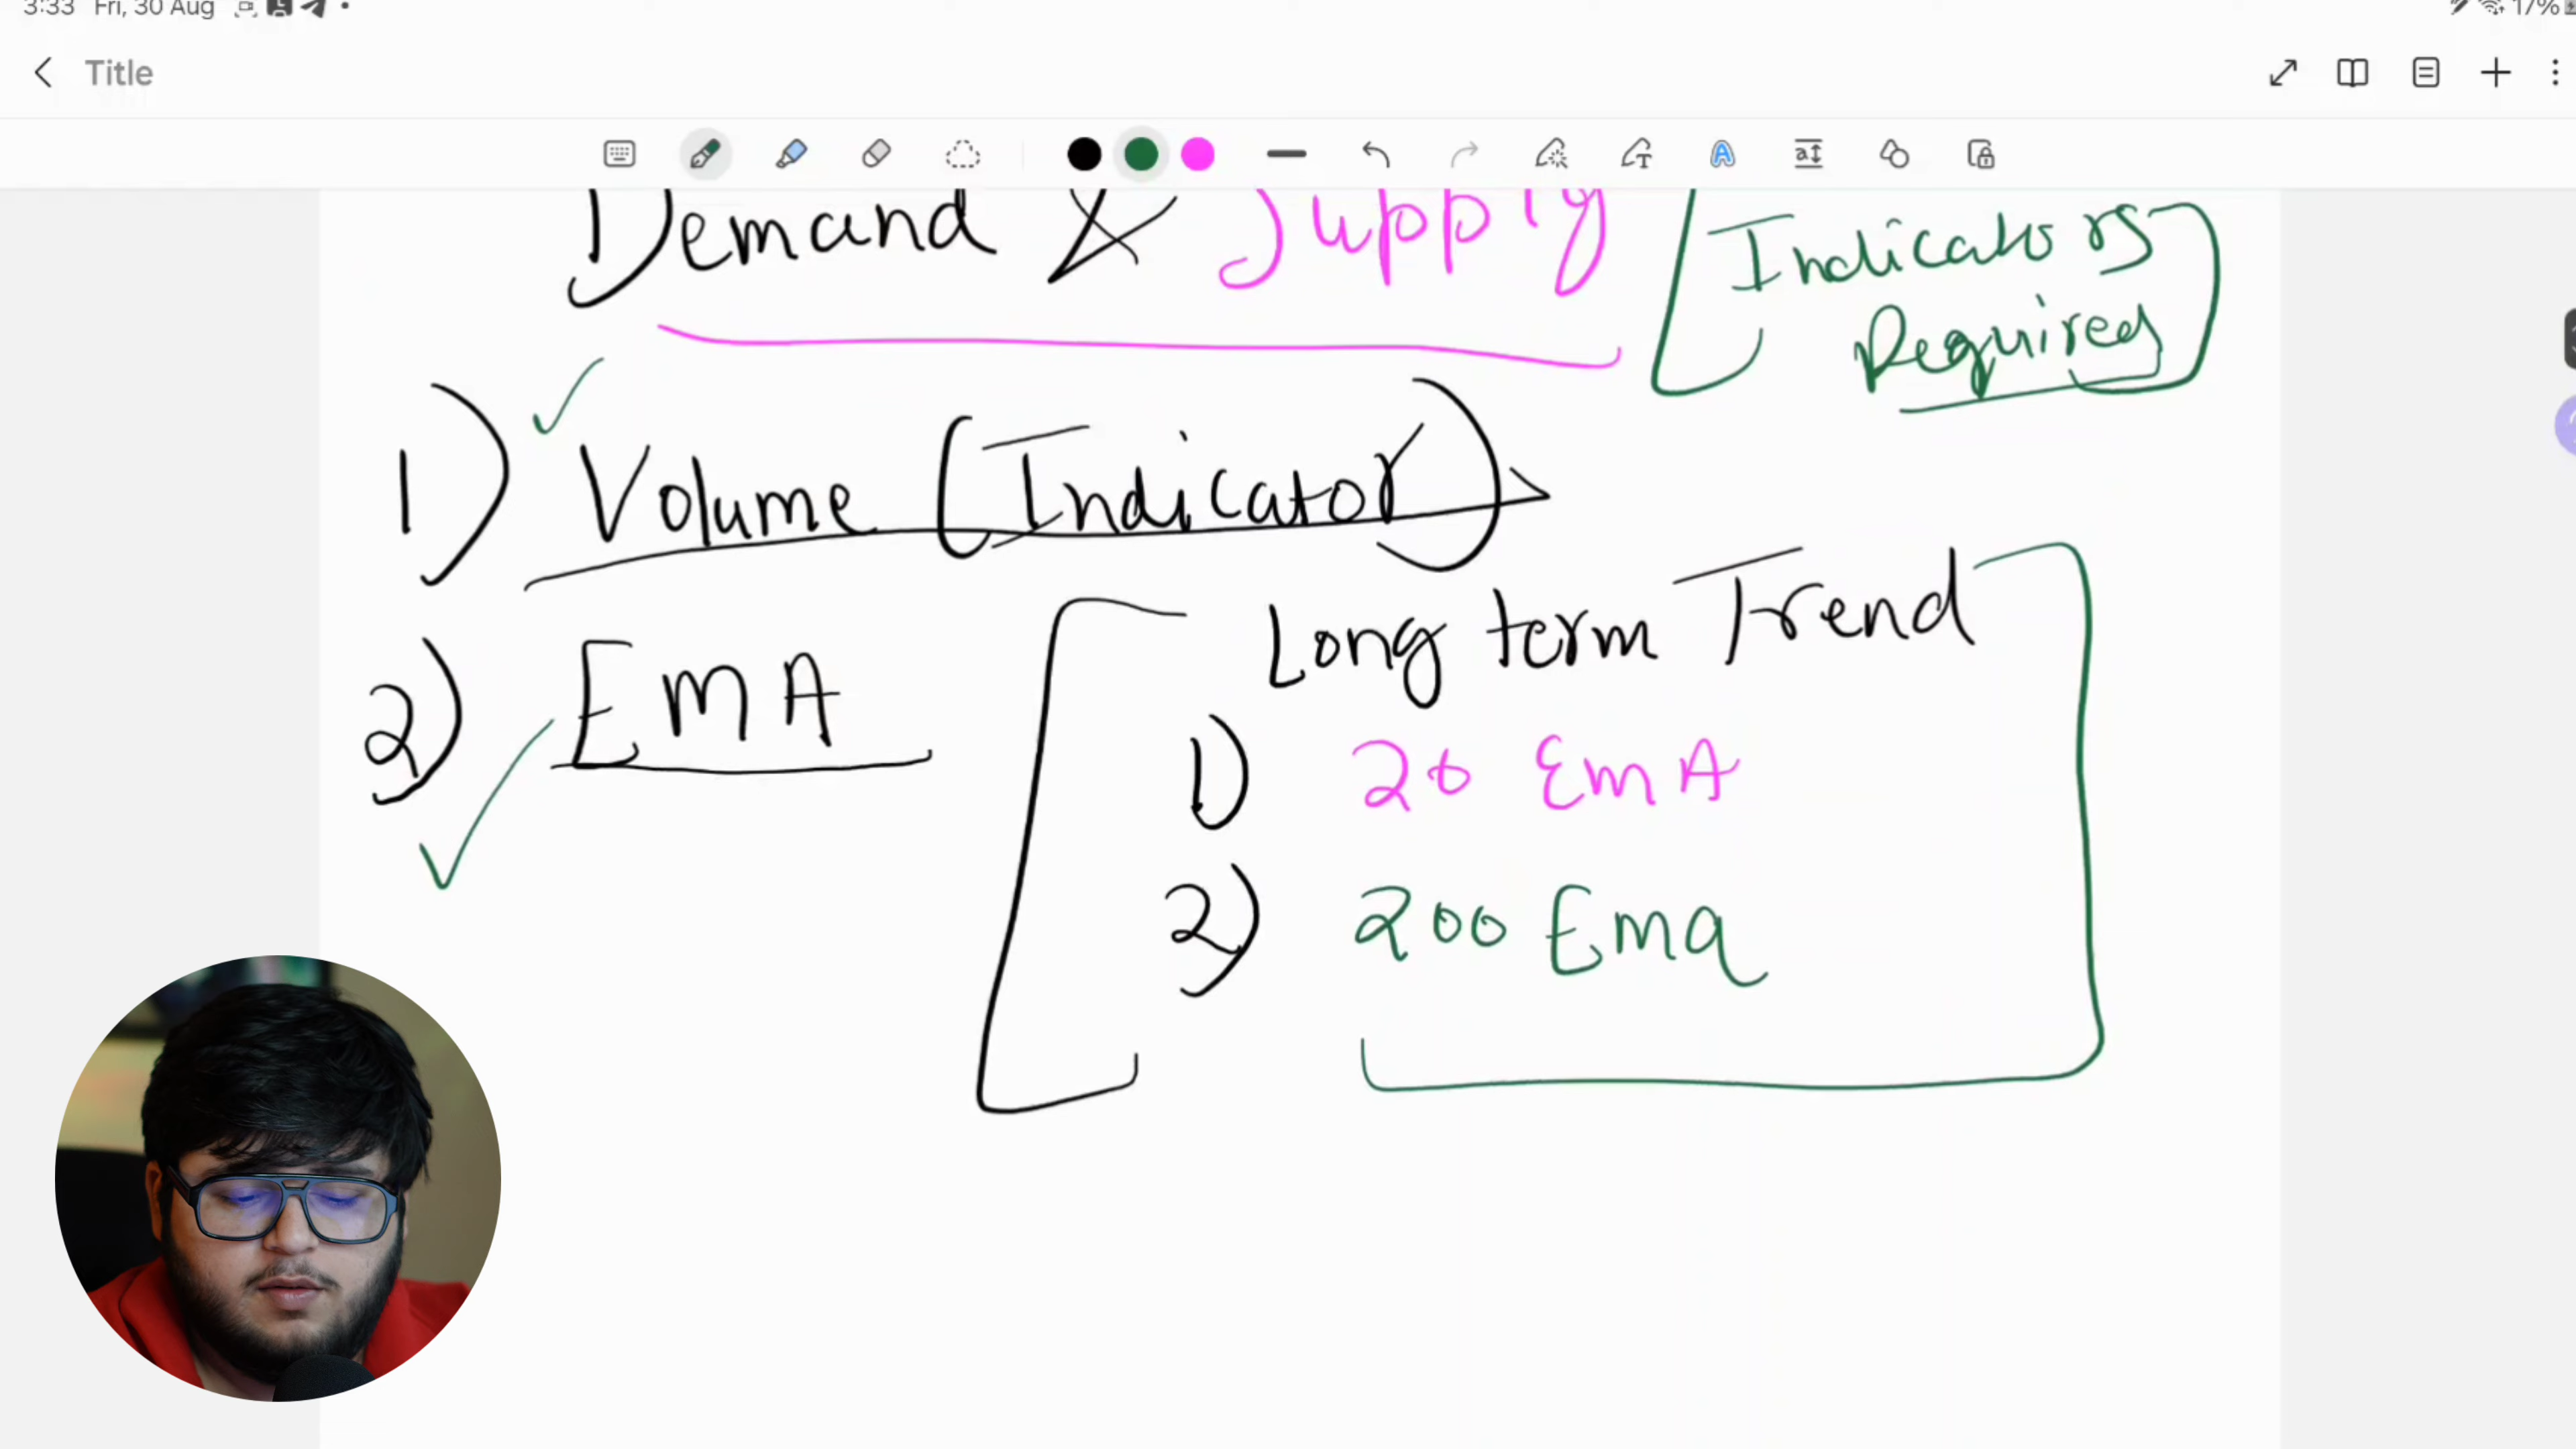 3:33 Fri, 30 Aug
17%
Title
Demand & Supply
Indicators
Required
1) Volume (Indicator)
2) EMA
Long term Trend
1) 20 EmA
2) 200 Ema